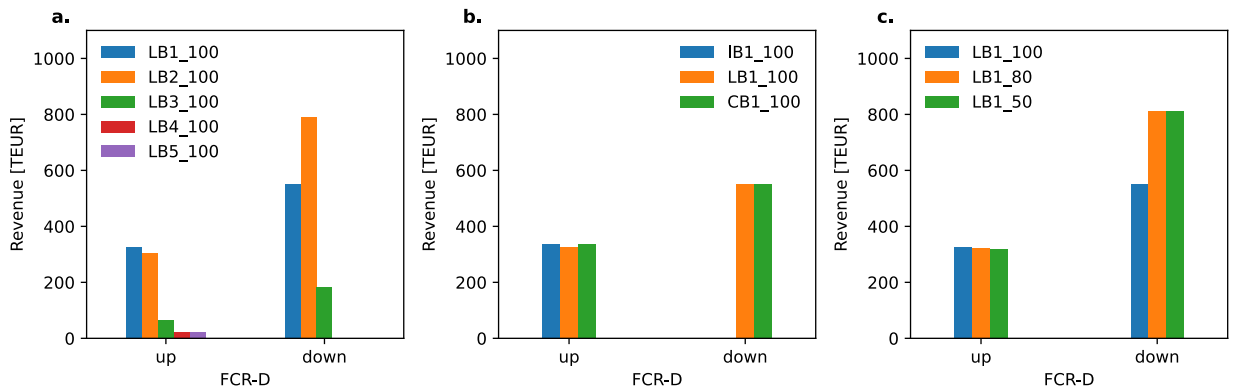 a.
Revenue [TEUR]
1000
800
600
400
200
0
LB1_100
LB2_100
LB3_100
LB4_100
LB5_100
up
down
FCR-D
b.
Revenue [TEUR]
1000
800
600
400
200
0
IB1_100
LB1_100
CB1_100
up
down
FCR-D
c.
Revenue [TEUR]
1000
800
600
400
200
0
LB1_100
LB1_80
LB1_50
up
down
FCR-D